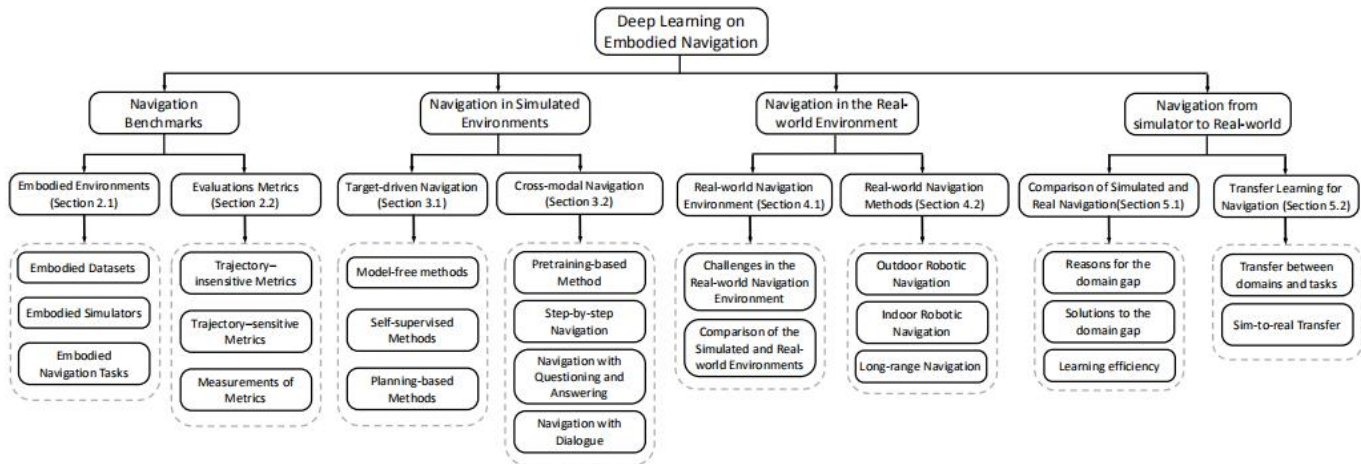 Deep Learning on
Embodied Navigation
Navigation
Benchmarks
Navigation in Simulated
Environments
Navigation in the Real-
world Environment
Navigation from
simulator to Real-world
Embodied Environments
(Section 2.1)
Evaluations Metrics
(Section 2.2)
Target-driven Navigation
(Section 3.1)
Cross-modal Navigation
(Section 3.2)
Real-world Navigation
Environment (Section 4.1)
Real-world Navigation
Methods (Section 4.2)
Comparison of Simulated and
Real Navigation(Section 5.1)
Transfer Learning for
Navigation (Section 5.2)
Embodied Datasets
Embodied Simulators
Embodied
Navigation Tasks
Trajectory–
insensitive Metrics
Trajectory–sensitive
Metrics
Measurements of
Metrics
Model-free methods
Self-supervised
Methods
Planning-based
Methods
Pretraining-based
Method
Step-by-step
Navigation
Navigation with
Questioning and
Answering
Navigation with
Dialogue
Challenges in the
Real-world Navigation
Environment
Comparison of the
Simulated and Real-
world Environments
Outdoor Robotic
Navigation
Indoor Robotic
Navigation
Long-range Navigation
Reasons for the
domain gap
Solutions to the
domain gap
Learning efficiency
Transfer between
domains and tasks
Sim-to-real Transfer